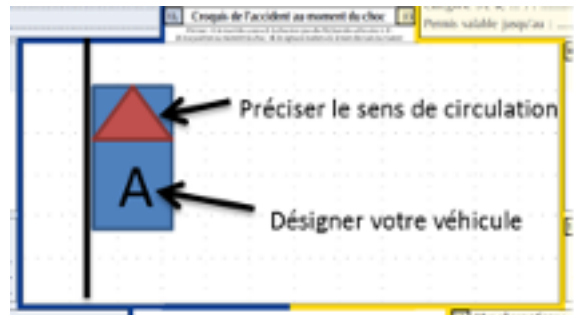 Croquis de l'accident au moment du choc
Permis valable jusqu'au :
Préciser le sens de circulation
A
Désigner votre véhicule